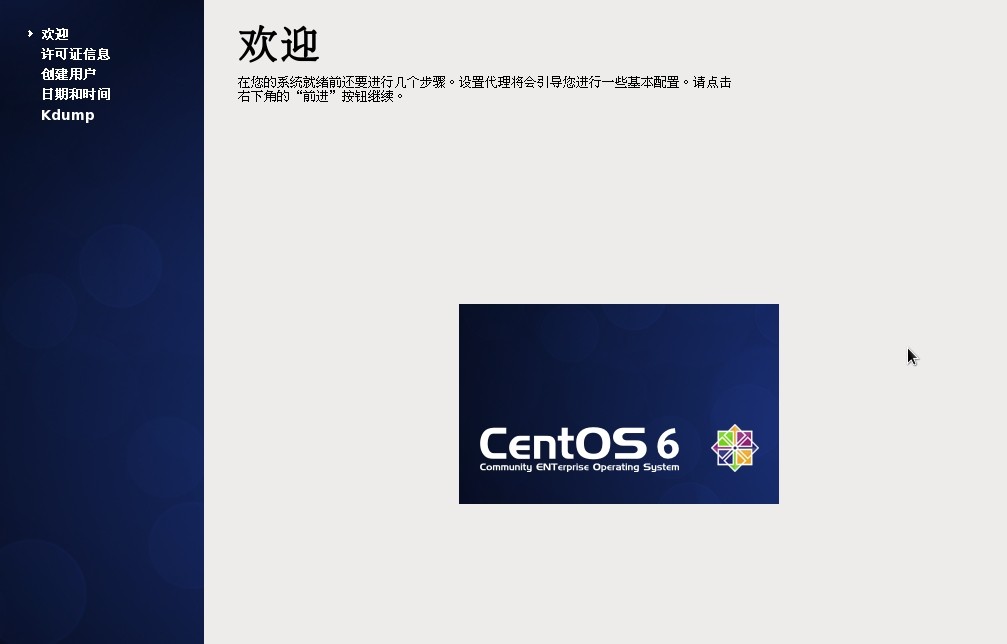 欢迎
许可证信息
创建用户
日期和时间
Kdump
欢迎
在您的系统就绪前还要进行几个步骤。设置代理将会引导您进行一些基本配置。请点击
右下角的“前进”按钮继续。
CentOS 6
Community ENTerprise Operating System